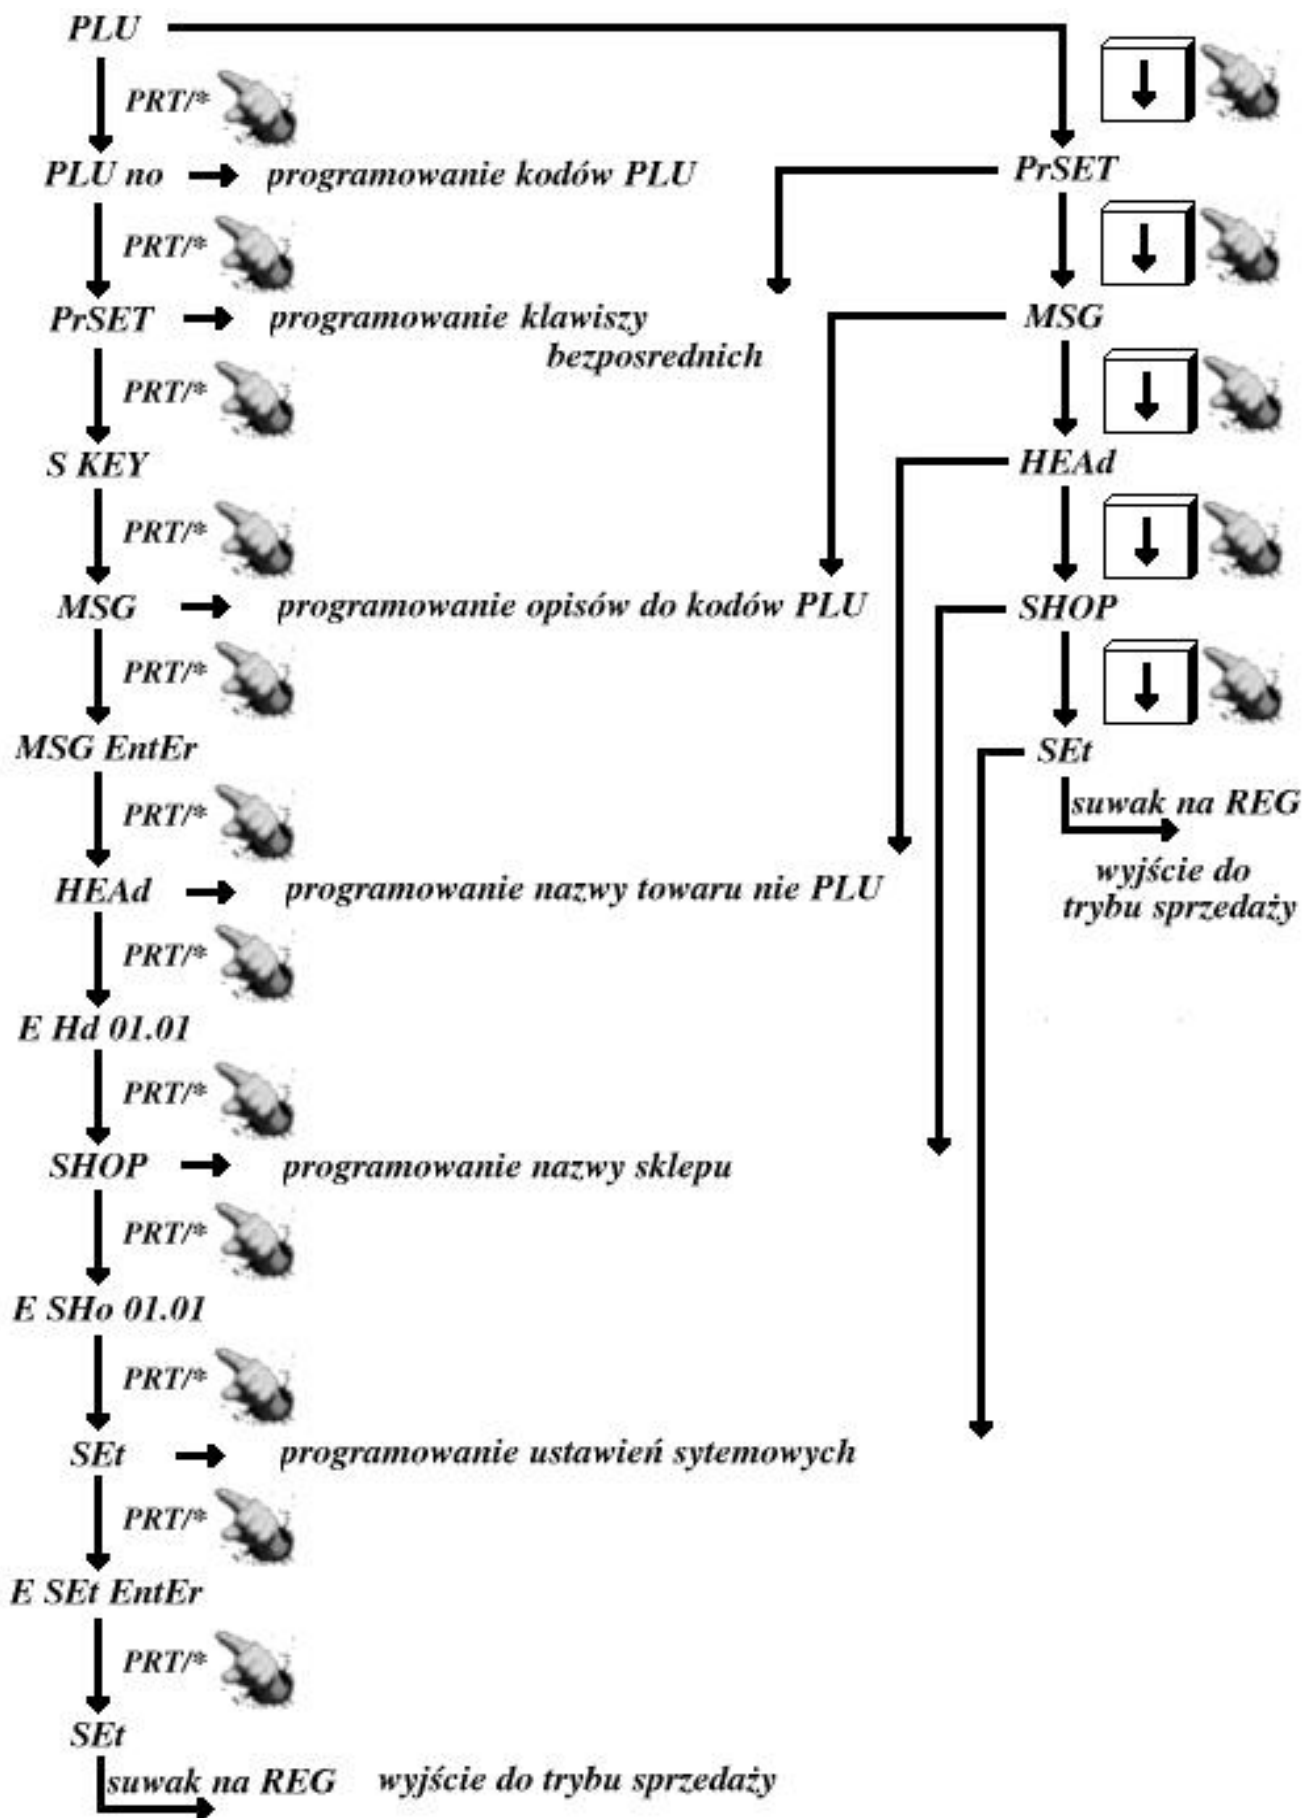 PLU
PRT/*
PLU no programowanie kodów PLU
PrSET
PRT/*
PrSET programowanie klawiszy
bezposrednich
MSG
PRT/*
S KEY
HEAd
PRT/*
MSG programowanie opisów do kodów PLU
SHOP
PRT/*
MSG EntEr
SEt
PRT/*
suwak na REG
HEAd programowanie nazwy towaru nie PLU
wyjście do
trybu sprzedaży
PRT/*
E Hd 01.01
PRT/*
SHOP programowanie nazwy sklepu
PRT/*
E SHo 01.01
PRT/*
SEt programowanie ustawień sytemowych
PRT/*
E SEt EntEr
PRT/*
SEt
suwak na REG wyjście do trybu sprzedaży